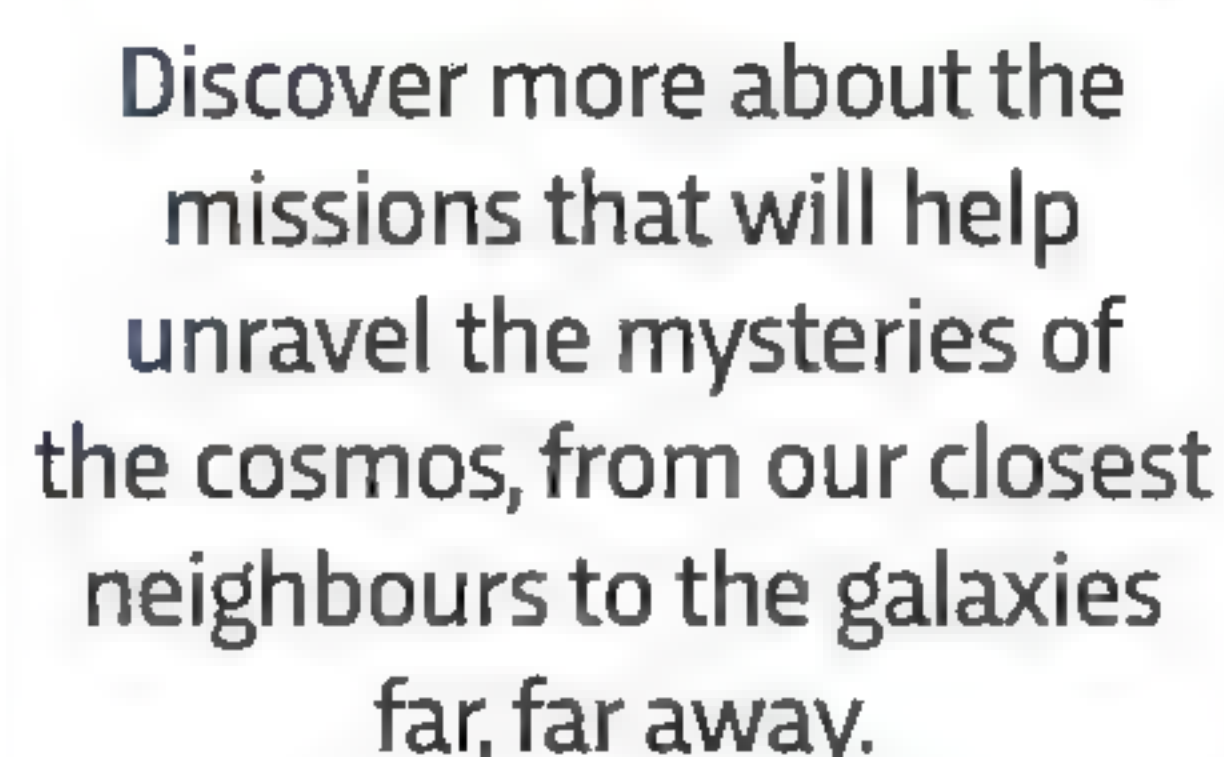 Discover more about the
missions that will help
unravel the mysteries of
the cosmos, from our closest
neighbours to the galaxies
far, far away.